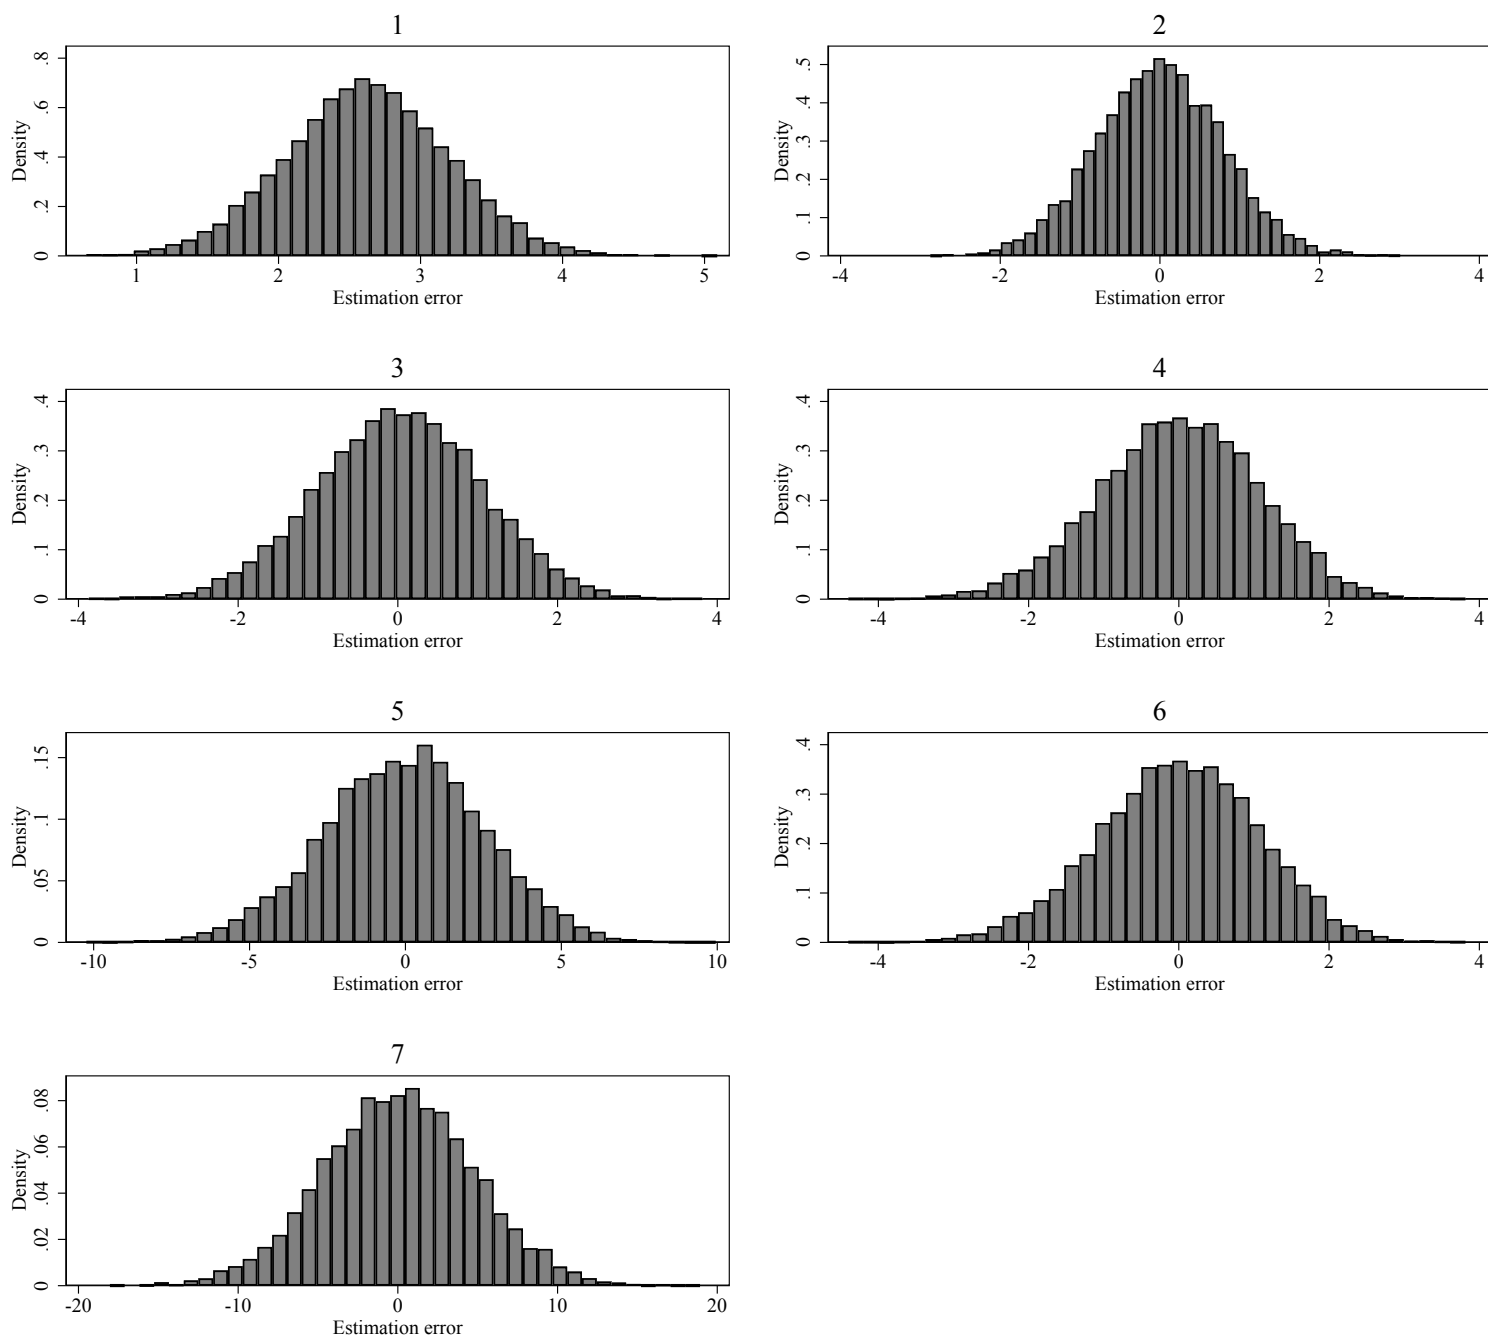 1
Density
0 .2 .4 .6 .8
1 2 3 4 5
Estimation error
2
Density
0 .1 .2 .3 .4 .5
-4 -2 0 2 4
Estimation error
3
Density
0 .1 .2 .3 .4
-4 -2 0 2 4
Estimation error
4
Density
0 .1 .2 .3 .4
-4 -2 0 2 4
Estimation error
5
Density
0 .05 .1 .15
-10 -5 0 5 10
Estimation error
6
Density
0 .1 .2 .3 .4
-4 -2 0 2 4
Estimation error
7
Density
0 .02 .04 .06 .08
-20 -10 0 10 20
Estimation error